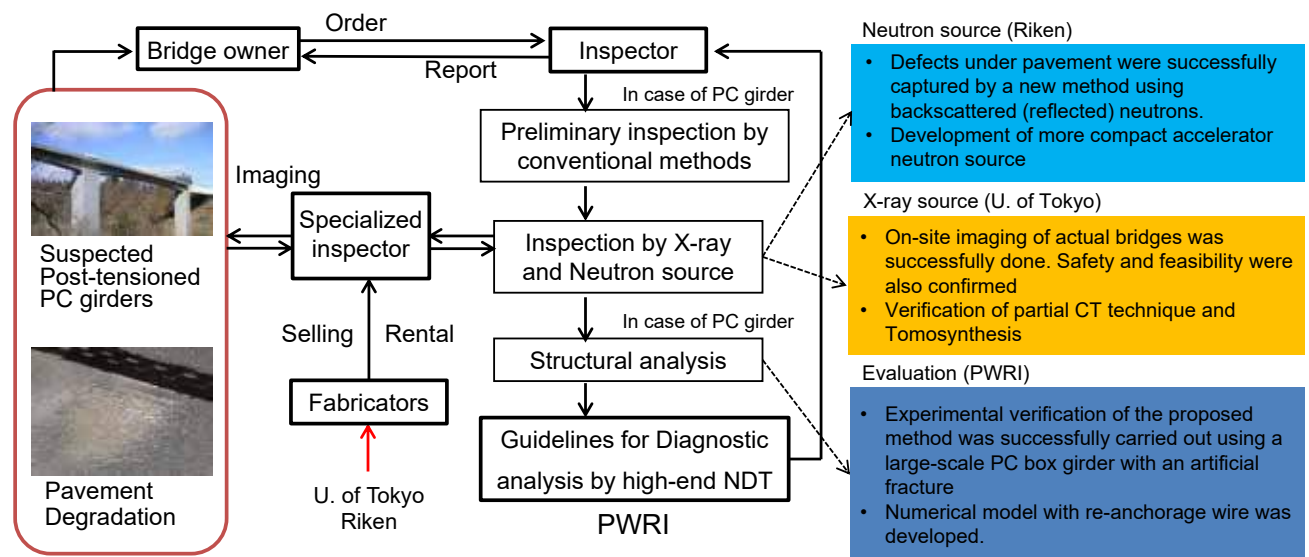 Order
Bridge owner
Report
Inspector
In case of PC girder
Preliminary inspection by
conventional methods
Imaging
Specialized
inspector
Inspection by X-ray
and Neutron source
Suspected
Post-tensioned
PC girders
Selling
Rental
In case of PC girder
Structural analysis
Fabricators
Guidelines for Diagnostic
analysis by high-end NDT
Pavement
Degradation
U. of Tokyo
Riken
PWRI
Neutron source (Riken)
• Defects under pavement were successfully
captured by a new method using
backscattered (reflected) neutrons.
• Development of more compact accelerator
neutron source
X-ray source (U. of Tokyo)
• On-site imaging of actual bridges was
successfully done. Safety and feasibility were
also confirmed
• Verification of partial CT technique and
Tomosynthesis
Evaluation (PWRI)
• Experimental verification of the proposed
method was successfully carried out using a
large-scale PC box girder with an artificial
fracture
• Numerical model with re-anchorage wire was
developed.